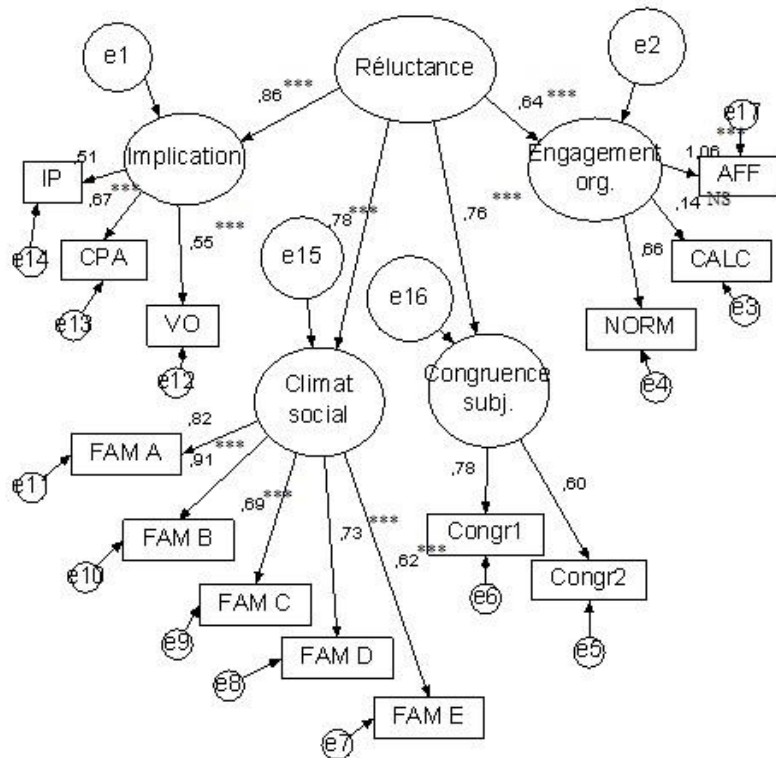 e1
Réluctance
e2
,86***
,64***
e17
Implication
Engagement
org.
1,06***
AFF
,51
IP
,67***
,55***
,78***
,76***
,14 NS
,66
e14
CPA
e15
CALC
e13
VO
e16
NORM
e3
e12
e4
Climat
social
Congruence
subj.
,82
FAM A
,91***
e11
,69***
,73***
,62***
,78
,60
FAM B
Congr1
e10
Congr2
e6
FAM C
e9
e5
FAM D
e8
FAM E
e7